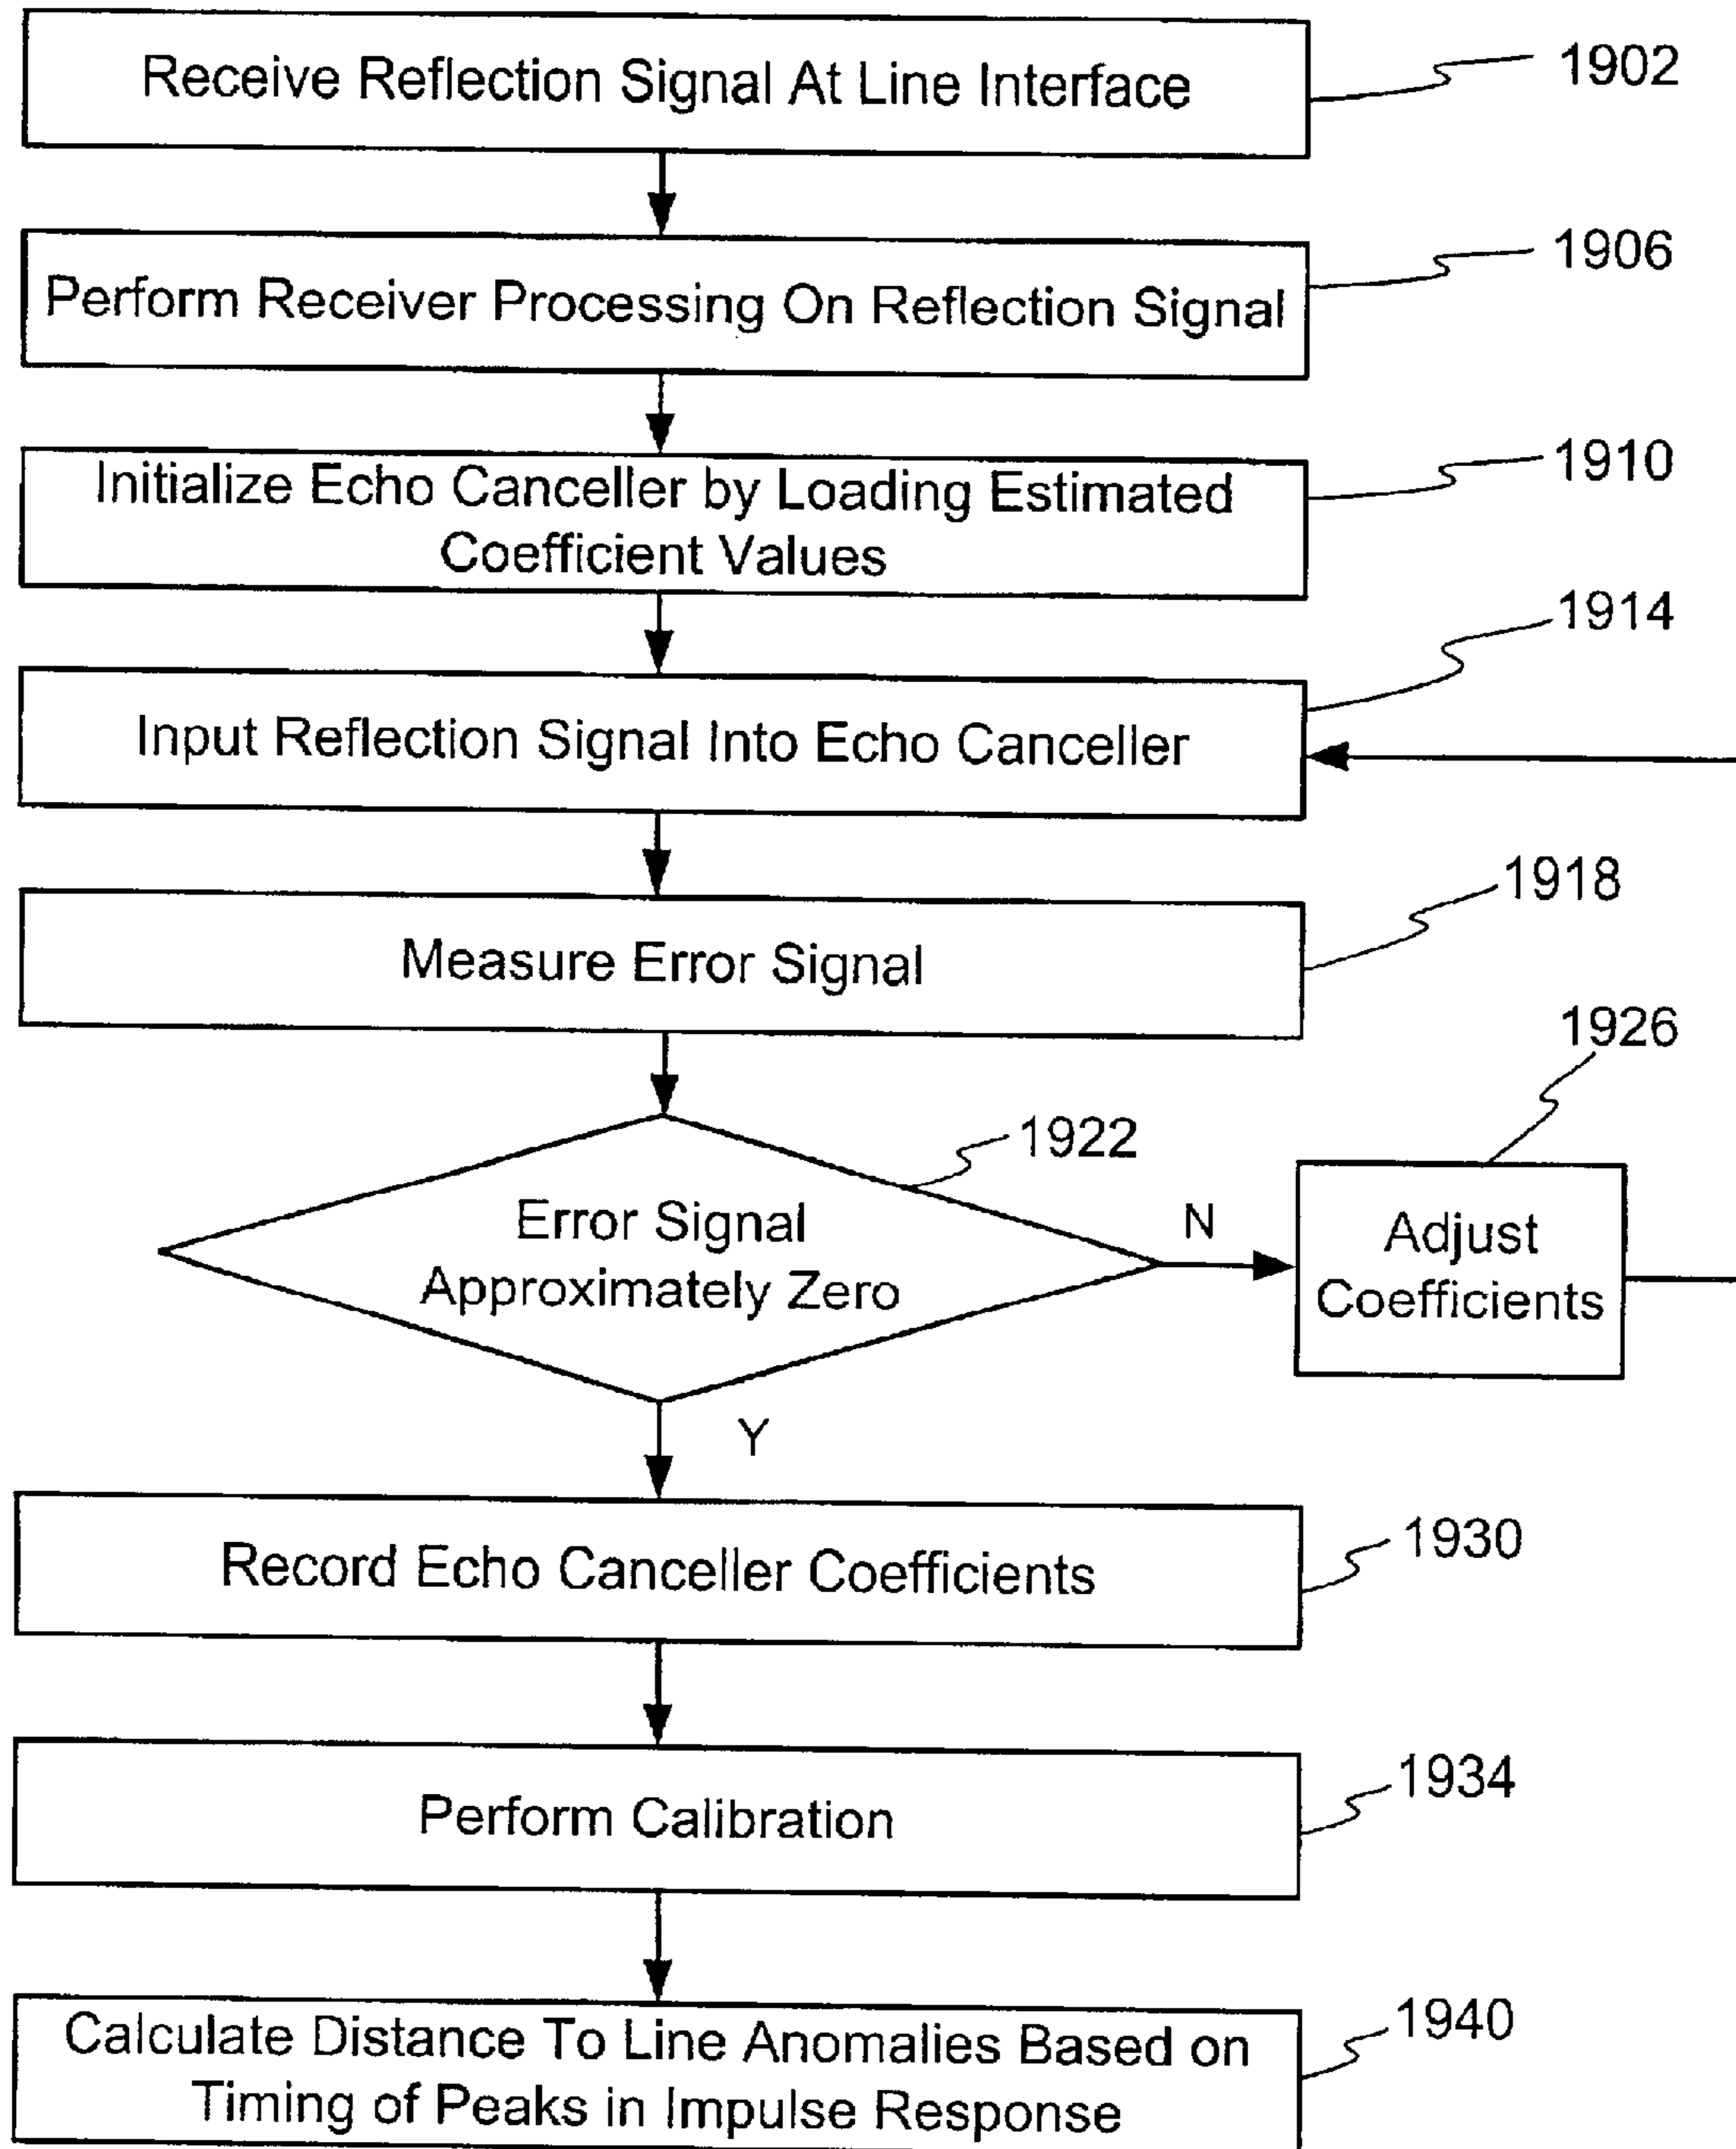 Receive Reflection Signal At Line Interface
1902
Perform Receiver Processing On Reflection Signal
1906
Initialize Echo Canceller by Loading Estimated
Coefficient Values
1910
Input Reflection Signal Into Echo Canceller
1914
Measure Error Signal
1918
Error Signal
Approximately Zero
1922
N
Adjust
Coefficients
1926
Y
Record Echo Canceller Coefficients
1930
Perform Calibration
1934
Calculate Distance To Line Anomalies Based on
Timing of Peaks in Impulse Response
1940